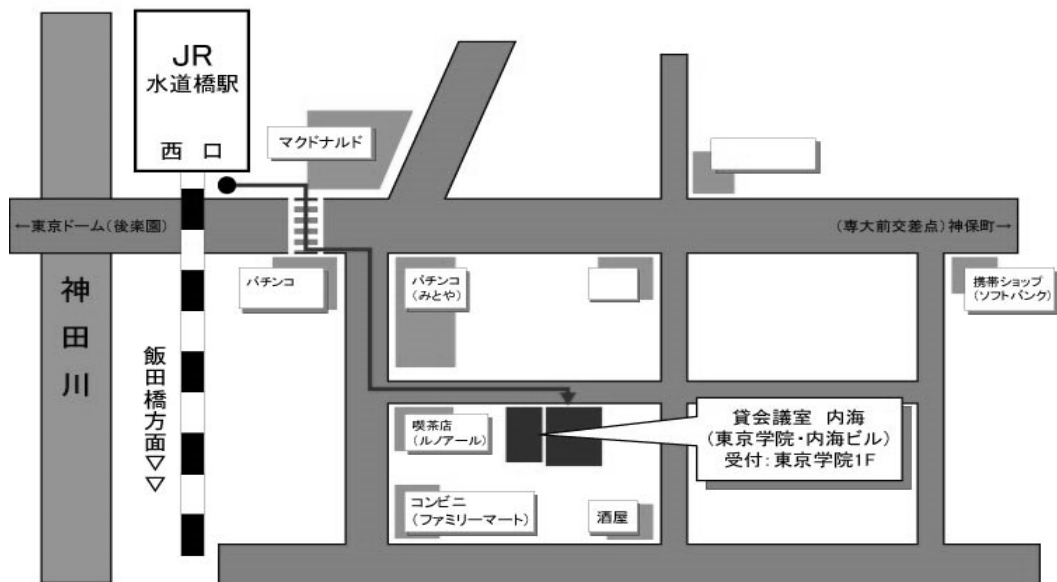 JR
水道橋駅
西 口
マクドナルド
←東京ドーム(後楽園)
(専大前交差点)神保町→
パチンコ
パチンコ
(みとや)
携帯ショップ
(ソフトバンク)
神田川
飯田橋方面▽▽
喫茶店
(ルノアール)
貸会議室 内海
(東京学院・内海ビル)
受付:東京学院1F
コンビニ
(ファミリーマート)
酒屋